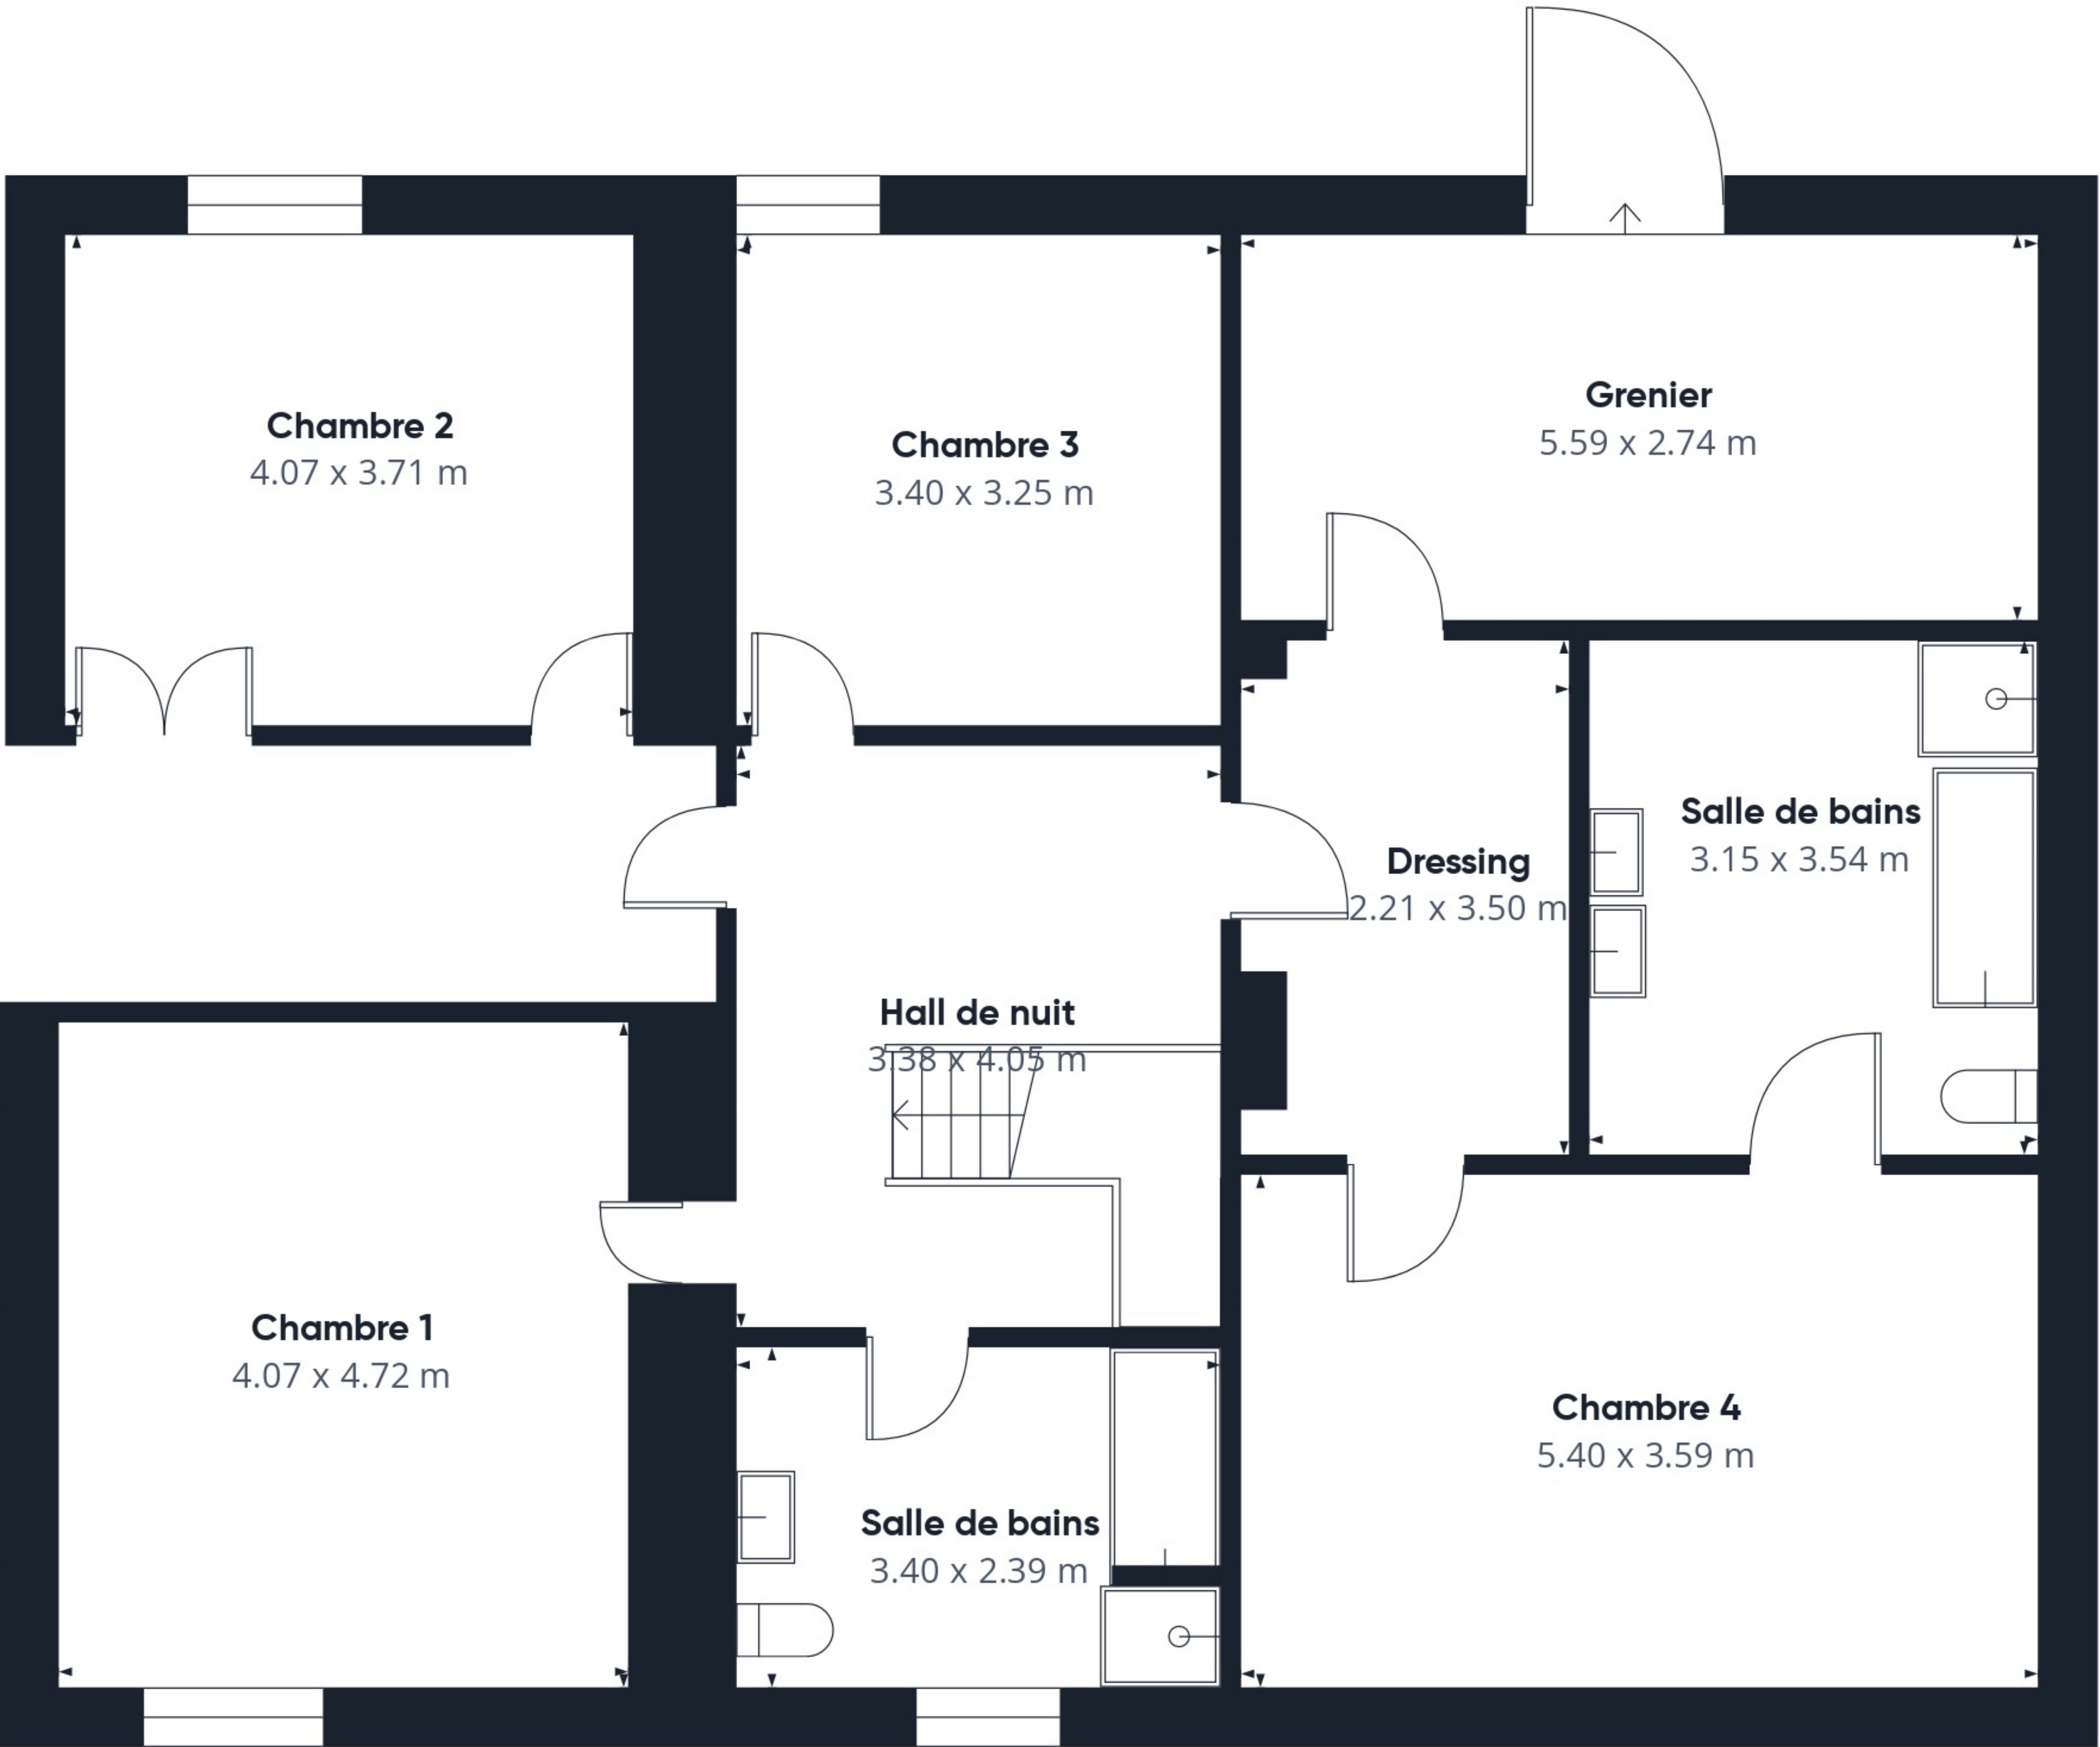 Chambre 2
4.07 x 3.71 m
Chambre 3
3.40 x 3.25 m
Grenier
5.59 x 2.74 m
Salle de bains
3.15 x 3.54 m
Dressing
2.21 x 3.50 m
Hall de nuit
3.38 x 4.05 m
Chambre 1
4.07 x 4.72 m
Chambre 4
5.40 x 3.59 m
Salle de bains
3.40 x 2.39 m